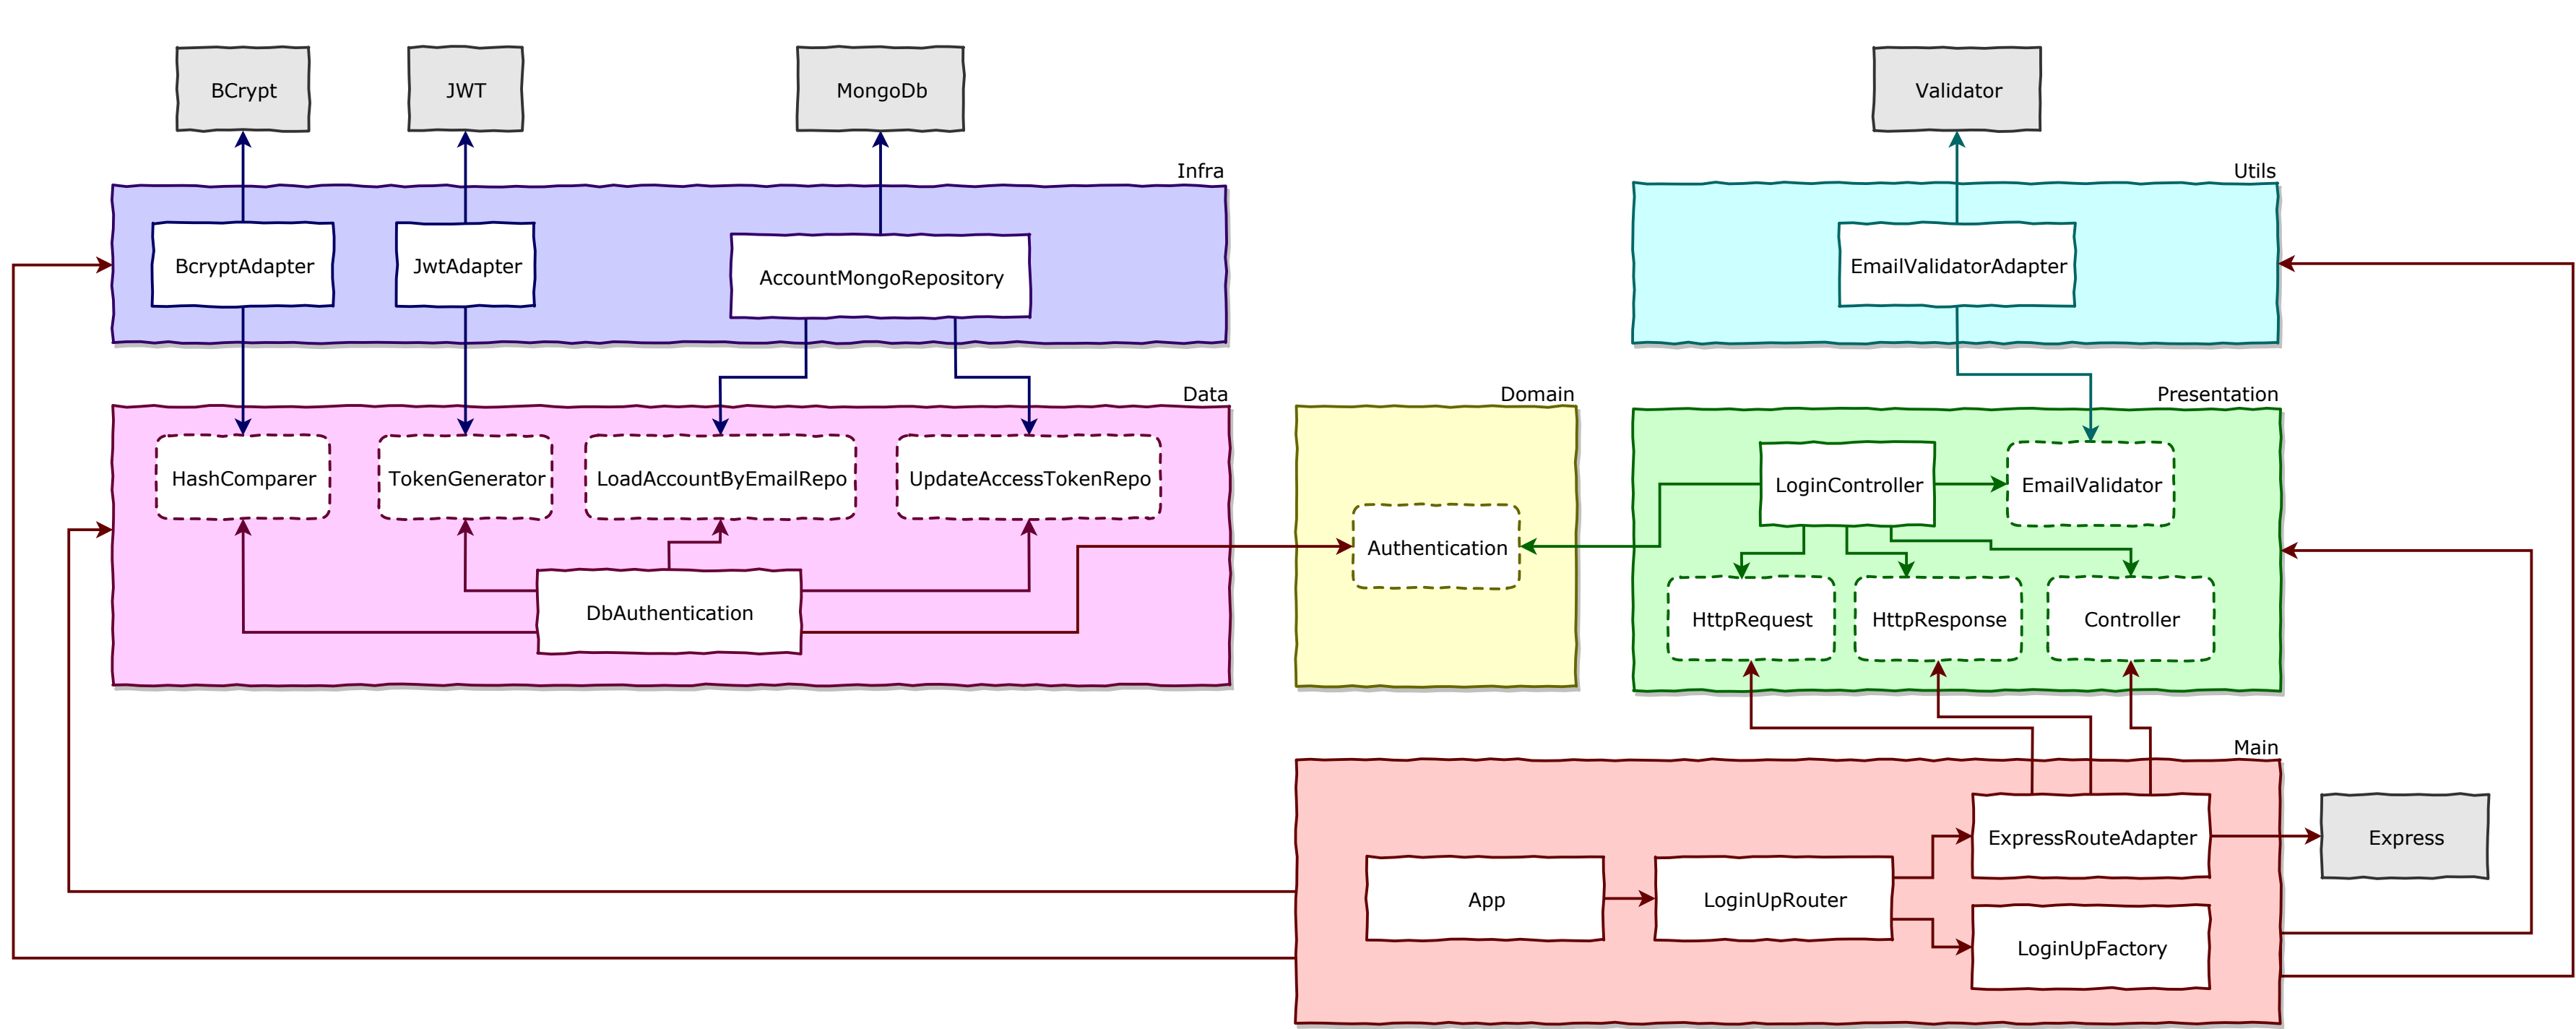 BCrypt
JWT
MongoDb
Validator
Infra
Utils
BcryptAdapter
JwtAdapter
AccountMongoRepository
EmailValidatorAdapter
Data
Domain
Presentation
HashComparer
TokenGenerator
LoadAccountByEmailRepo
UpdateAccessTokenRepo
LoginController
EmailValidator
Authentication
DbAuthentication
HttpRequest
HttpResponse
Controller
Main
ExpressRouteAdapter
Express
App
LoginUpRouter
LoginUpFactory